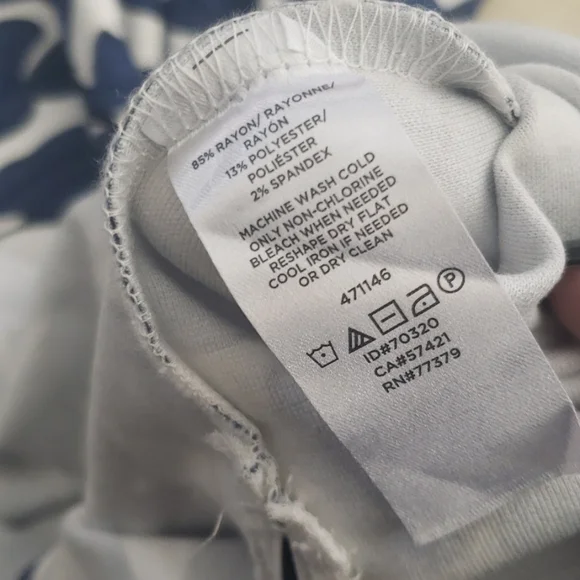 85% RAYON/ RAYONNE/
RAYÓN
13% POLYESTER/
POLIÉSTER
2% SPANDEX
MACHINE WASH COLD
ONLY NON-CHLORINE
BLEACH WHEN NEEDED
RESHAPE DRY FLAT
COOL IRON IF NEEDED
OR DRY CLEAN
471146
P
ID#70320
CA#57421
RN#77379